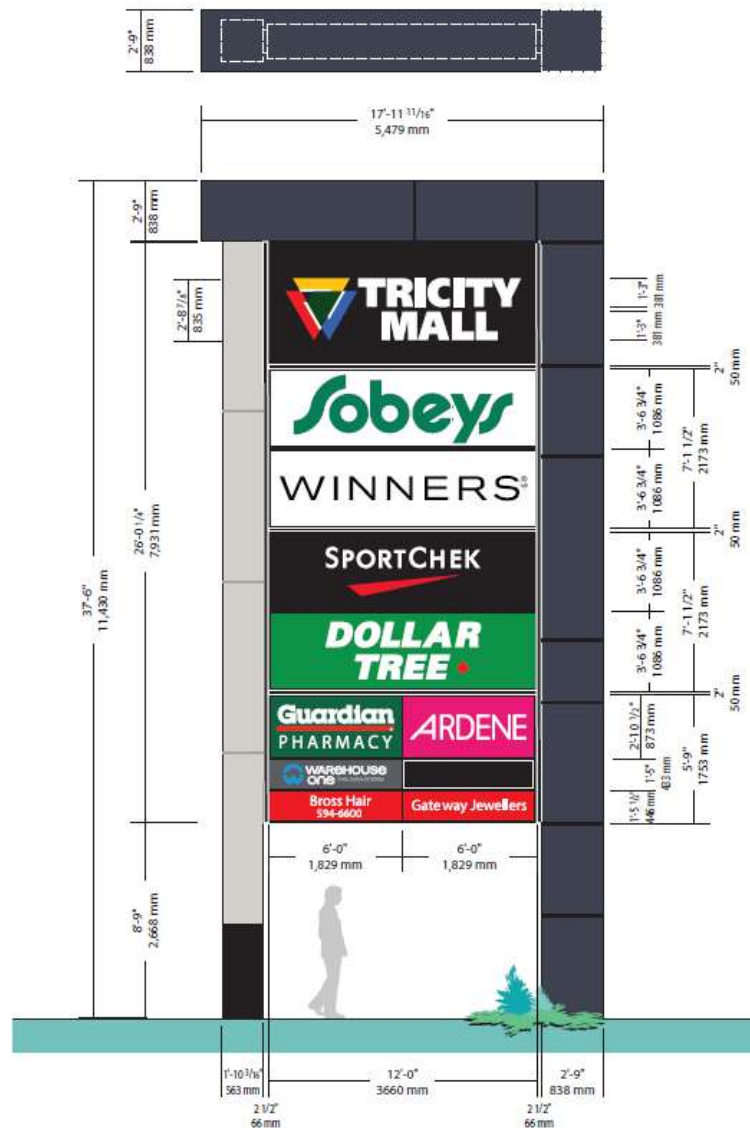 2'-9"
838 mm
17'-11 11/16"
5,479 mm
2'-9"
838 mm
2'-8 7/8"
835 mm
26'-0 1/4"
7,931 mm
37'-6"
11,430 mm
8'-9"
2,668 mm
TRICITY
MALL
Sobeys
WINNERS
SPORTCHEK
DOLLAR
TREE
Guardian
PHARMACY
ARDENE
WAREHOUSE
ONE
Bross Hair
594-6600
Gateway Jewellers
6'-0"
1,829 mm
6'-0"
1,829 mm
1'-3"
381 mm
1'-3"
381 mm
2"
50 mm
3'-6 3/4"
1086 mm
3'-6 3/4"
1086 mm
7'-1 1/2"
2173 mm
2"
50 mm
3'-6 3/4"
1086 mm
3'-6 3/4"
1086 mm
7'-1 1/2"
2173 mm
2"
50 mm
2'-10 1/2"
873 mm
1'-5"
433 mm
1'-5 1/2"
446 mm
5'-9"
1753 mm
1'-10 3/16"
563 mm
12'-0"
3660 mm
2'-9"
838 mm
2 1/2"
66 mm
2 1/2"
66 mm